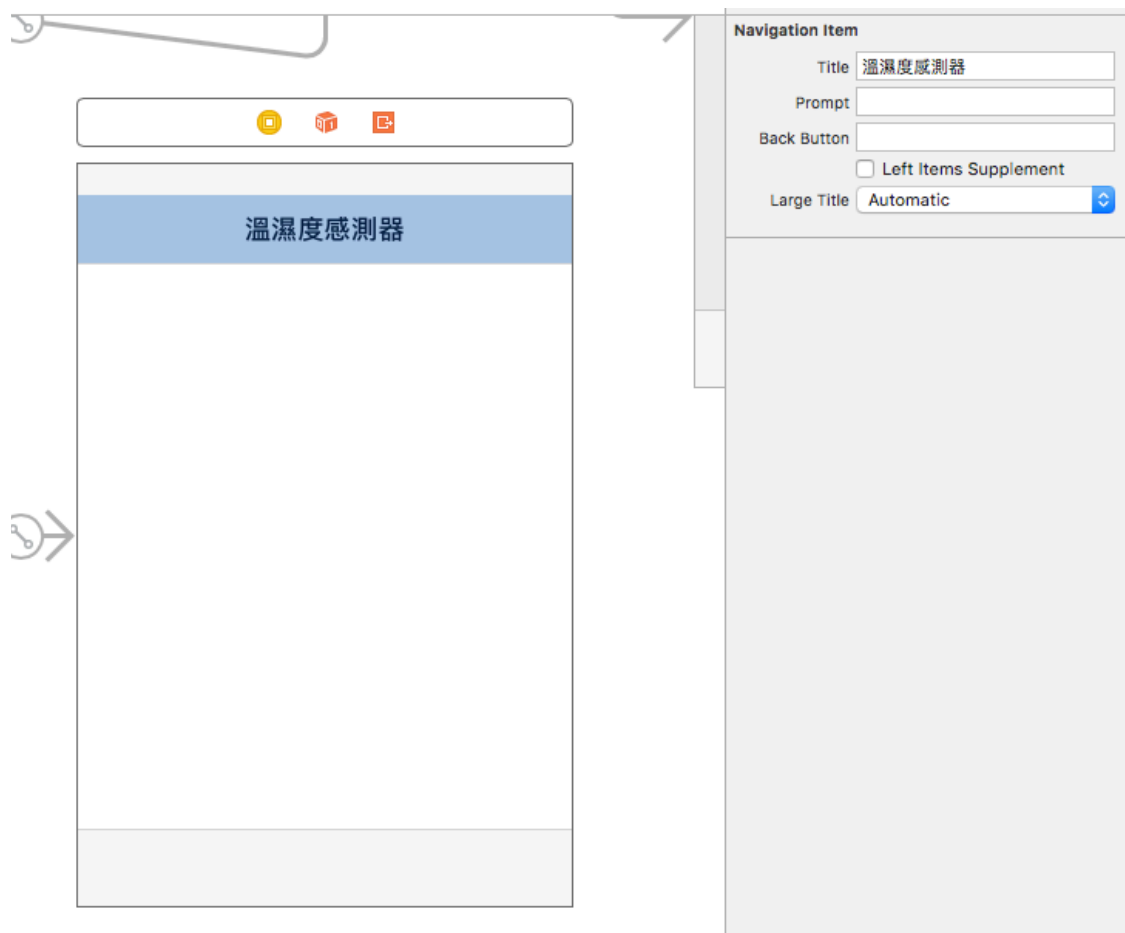 Navigation Item
Title 溫濕度感測器
Prompt
Back Button
Left Items Supplement
Large Title Automatic
溫濕度感測器